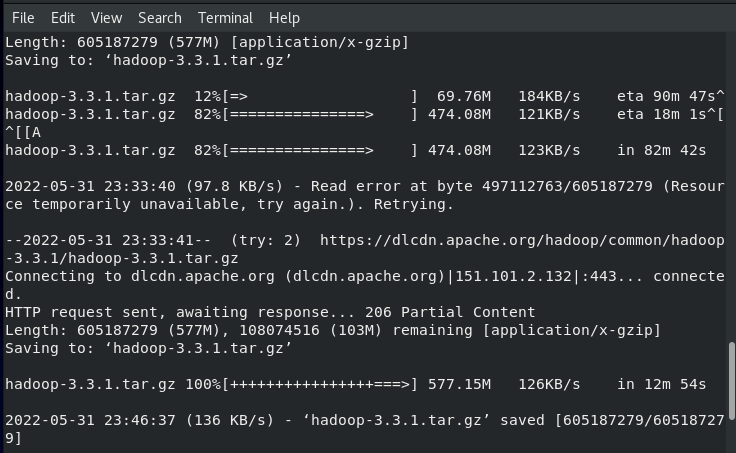 File Edit View Search Terminal Help
Length: 605187279 (577M) [application/x-gzip]
Saving to: ‘hadoop-3.3.1.tar.gz’
hadoop-3.3.1.tar.gz  12%[=>                  ]  69.76M   184KB/s    eta 90m 47s^
hadoop-3.3.1.tar.gz  82%[===============>    ] 474.08M   121KB/s    eta 18m 1s^[
^[[A
hadoop-3.3.1.tar.gz  82%[===============>    ] 474.08M   123KB/s    in 82m 42s
2022-05-31 23:33:40 (97.8 KB/s) - Read error at byte 497112763/605187279 (Resour
ce temporarily unavailable, try again.). Retrying.
--2022-05-31 23:33:41--  (try: 2)  https://dlcdn.apache.org/hadoop/common/hadoop
-3.3.1/hadoop-3.3.1.tar.gz
Connecting to dlcdn.apache.org (dlcdn.apache.org)|151.101.2.132|:443... connecte
d.
HTTP request sent, awaiting response... 206 Partial Content
Length: 605187279 (577M), 108074516 (103M) remaining [application/x-gzip]
Saving to: ‘hadoop-3.3.1.tar.gz’
hadoop-3.3.1.tar.gz 100%[++++++++++++++++===>] 577.15M   126KB/s    in 12m 54s
2022-05-31 23:46:37 (136 KB/s) - ‘hadoop-3.3.1.tar.gz’ saved [605187279/60518727
9]